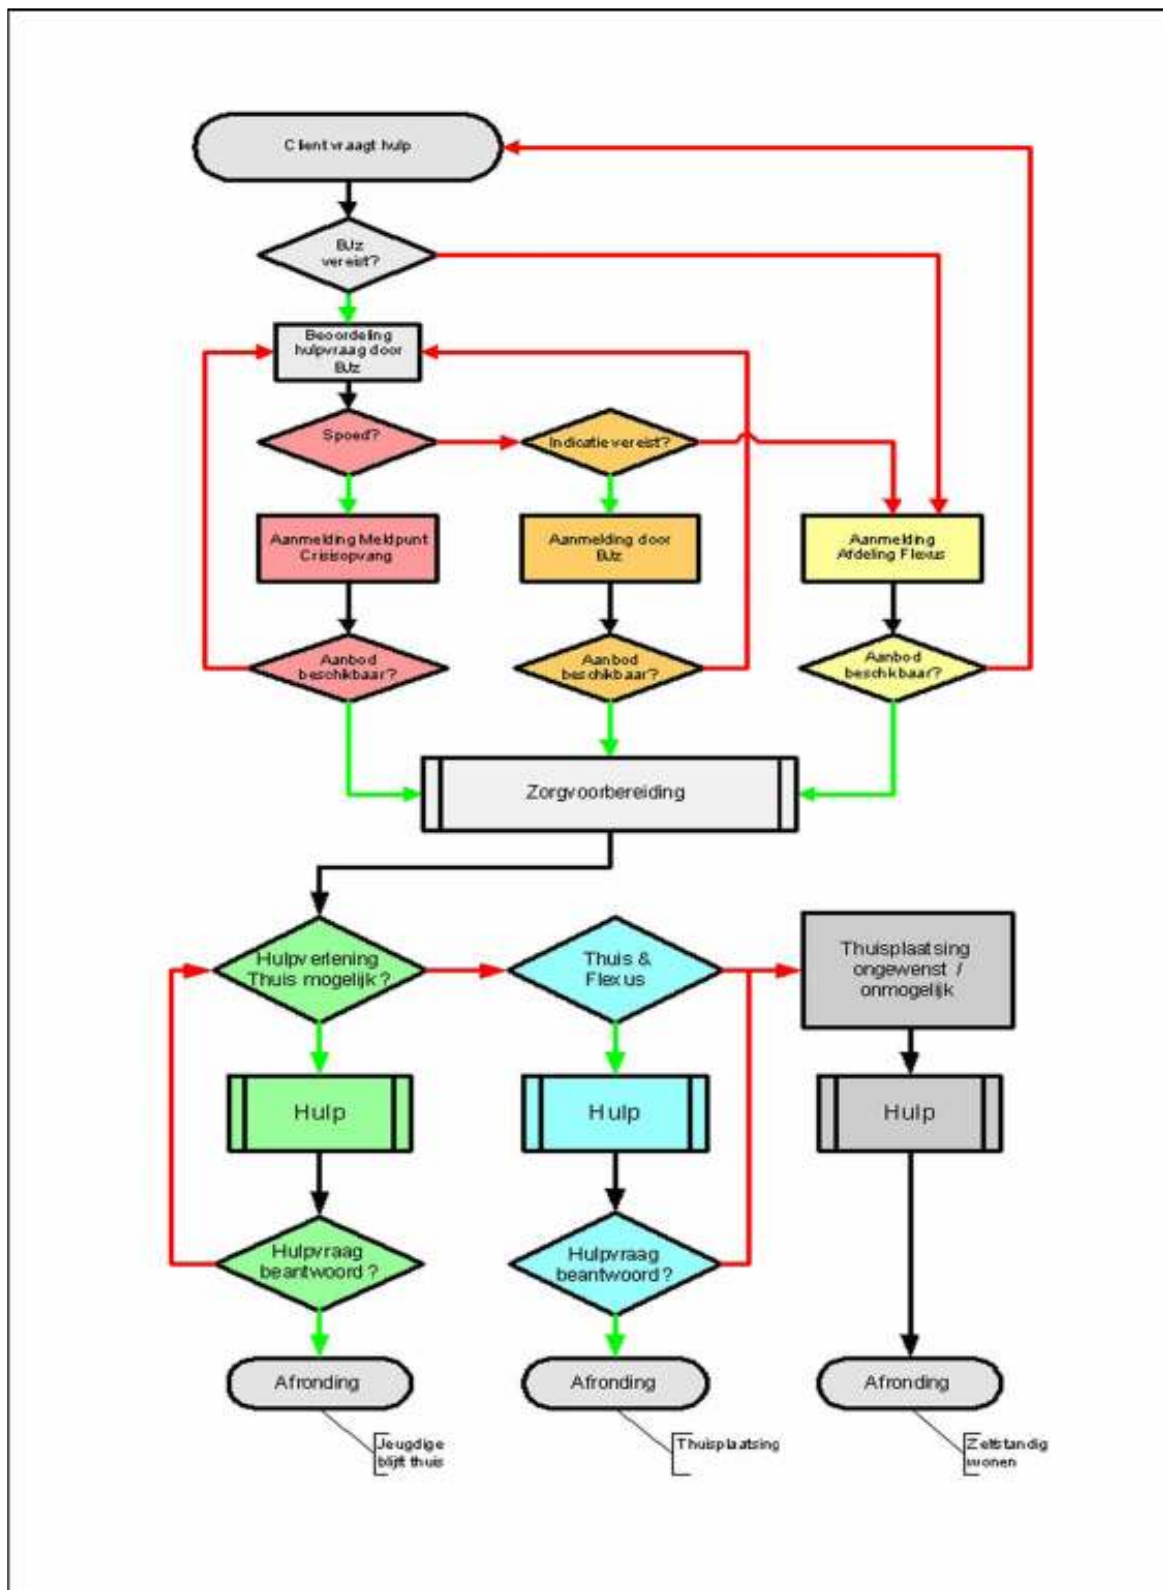 Client vraagt hulp
BJz
vereist?
Beoordeling
hulpvraag door
BJz
Spoed?
Indicatie vereist?
Aanmelding Meldpunt
Crisisopvang
Aanmelding door
BJz
Aanmelding
Afdeling Flexus
Aanbod
beschikbaar?
Aanbod
beschikbaar?
Aanbod
beschikbaar?
Zorgvoorbereiding
Hulpverlening
Thuis mogelijk?
Thuis &
Flexus
Thuisplaatsing
ongewenst /
onmogelijk
Hulp
Hulp
Hulp
Hulpvraag
beantwoord?
Hulpvraag
beantwoord?
Afronding
Afronding
Afronding
Jeugdige
blijft thuis
Thuisplaatsing
Zelfstandig
wonen